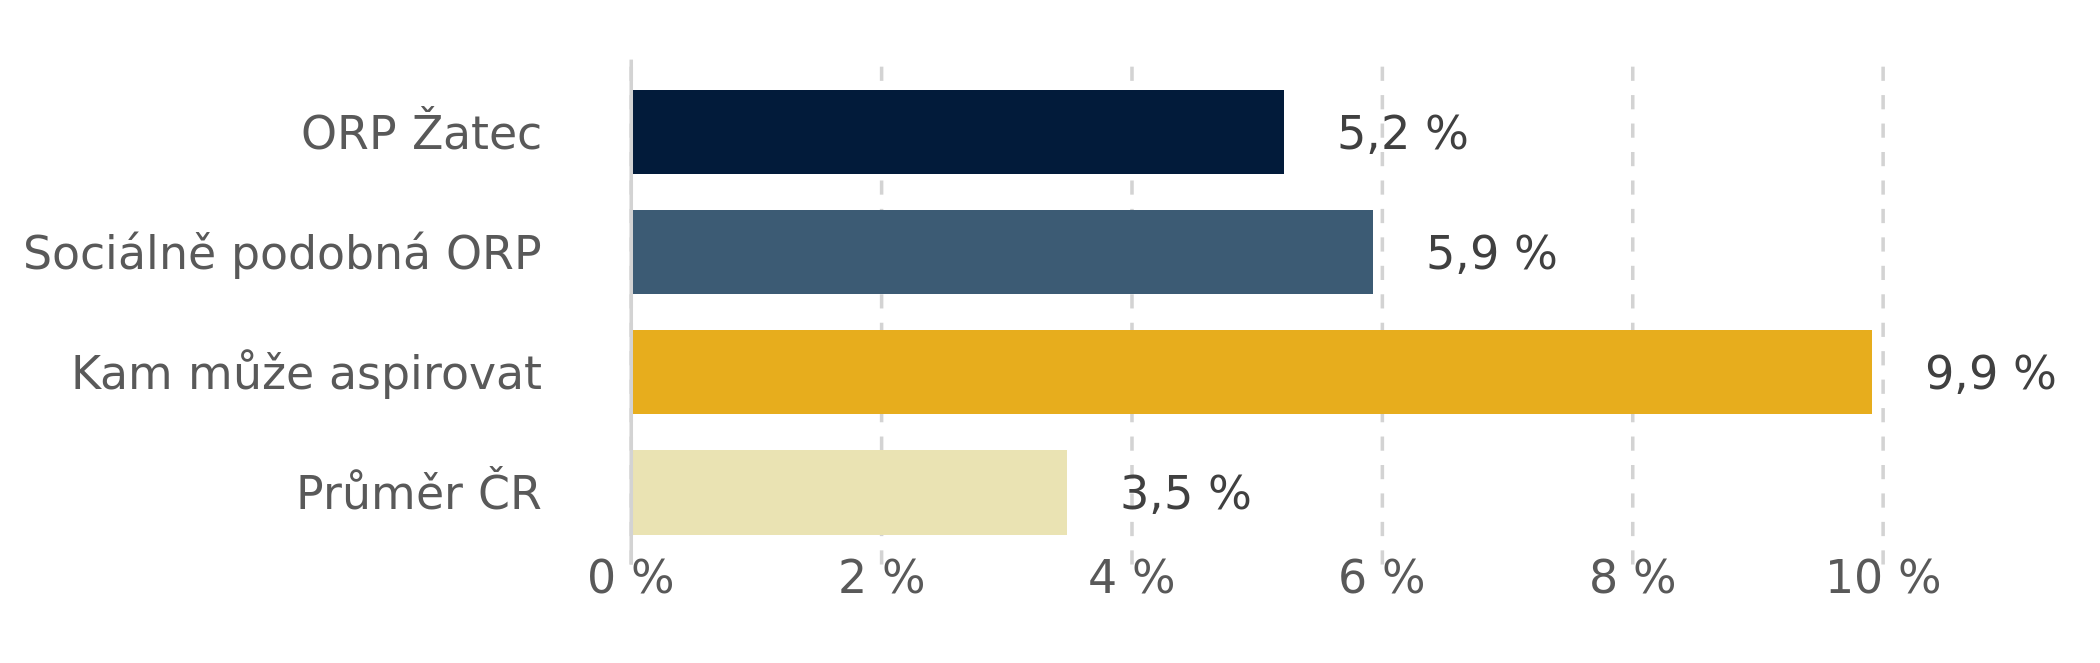 ORP Žatec 5,2 %
Sociálně podobná ORP 5,9 %
Kam může aspirovat 9,9 %
Průměr ČR 3,5 %
0 % 2 % 4 % 6 % 8 % 10 %